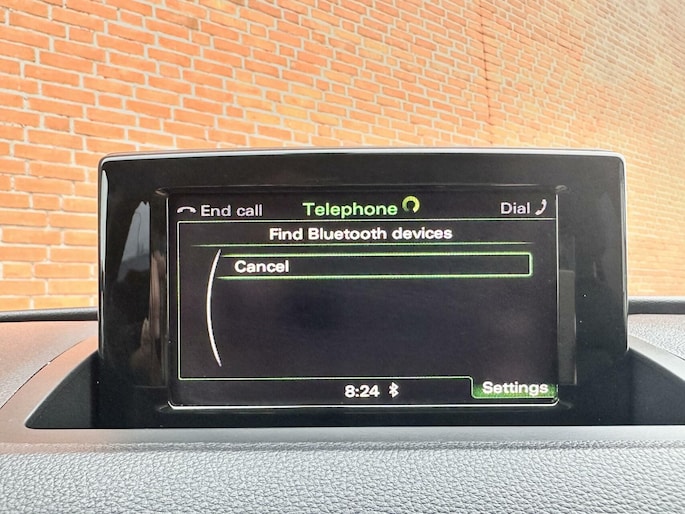 End call Telephone Dial
Find Bluetooth devices
Cancel
8:24 Settings